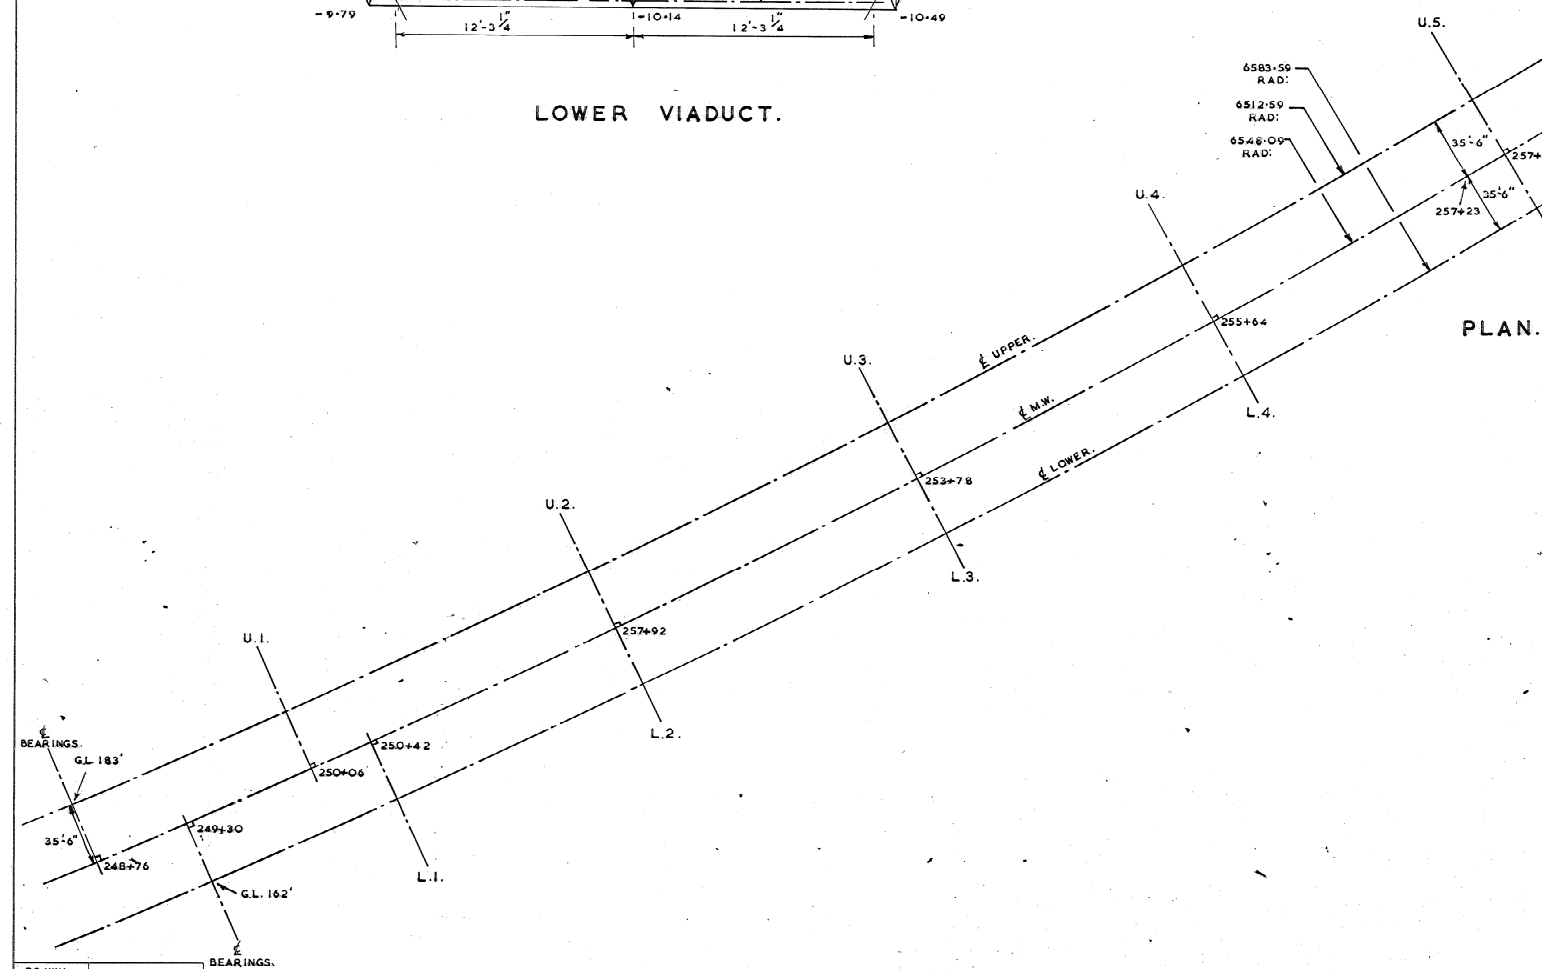 -9·79
12'-3 1/4"
-10·14
12'-3 1/4"
-10·49
LOWER VIADUCT.
U.5.
6583·59
RAD:
6512·59
RAD:
6548·09
RAD:
35'-6"
257+
35'-6"
257+23
U.4.
255+64
PLAN.
L.4.
U.3.
℄ UPPER.
℄ M.W.
℄ LOWER.
253+78
L.3.
U.2.
257+92
L.2.
U.1.
250+42
250+06
℄
BEARINGS.
G.L. 183'
35'-6"
249+30
248+76
L.1.
G.L. 162'
℄
BEARINGS.